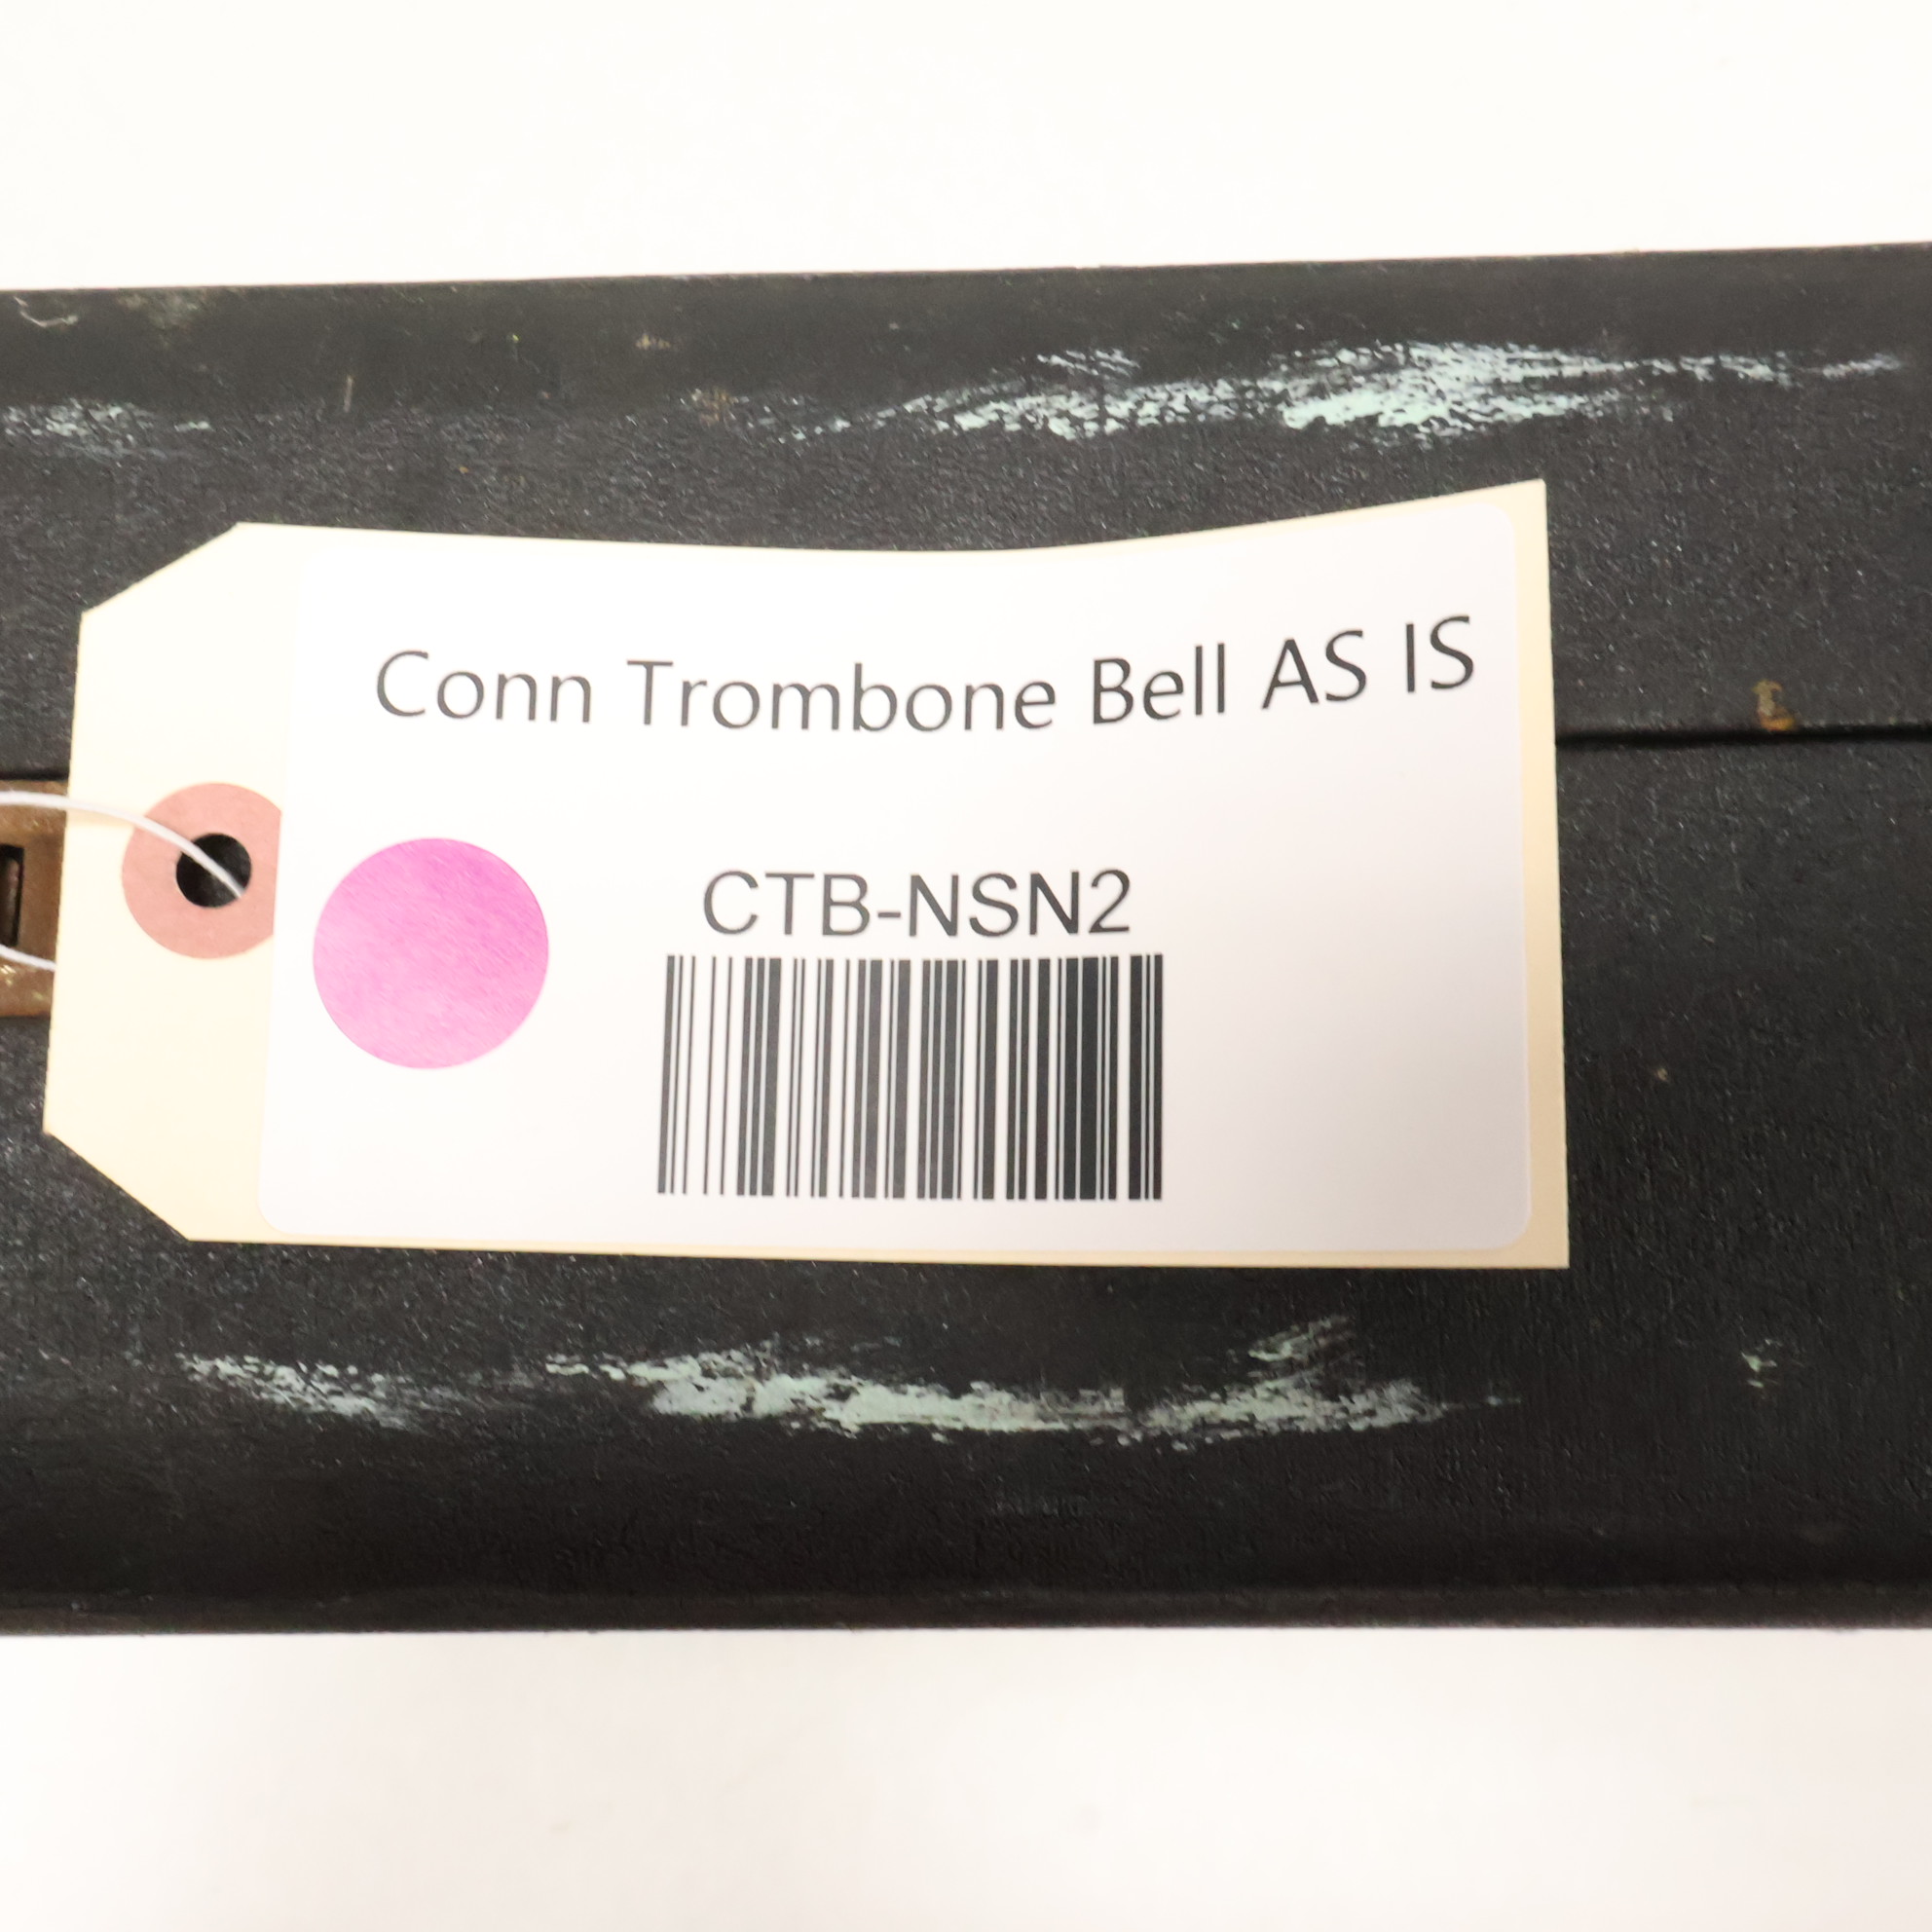 Conn Trombone Bell AS IS
CTB-NSN2